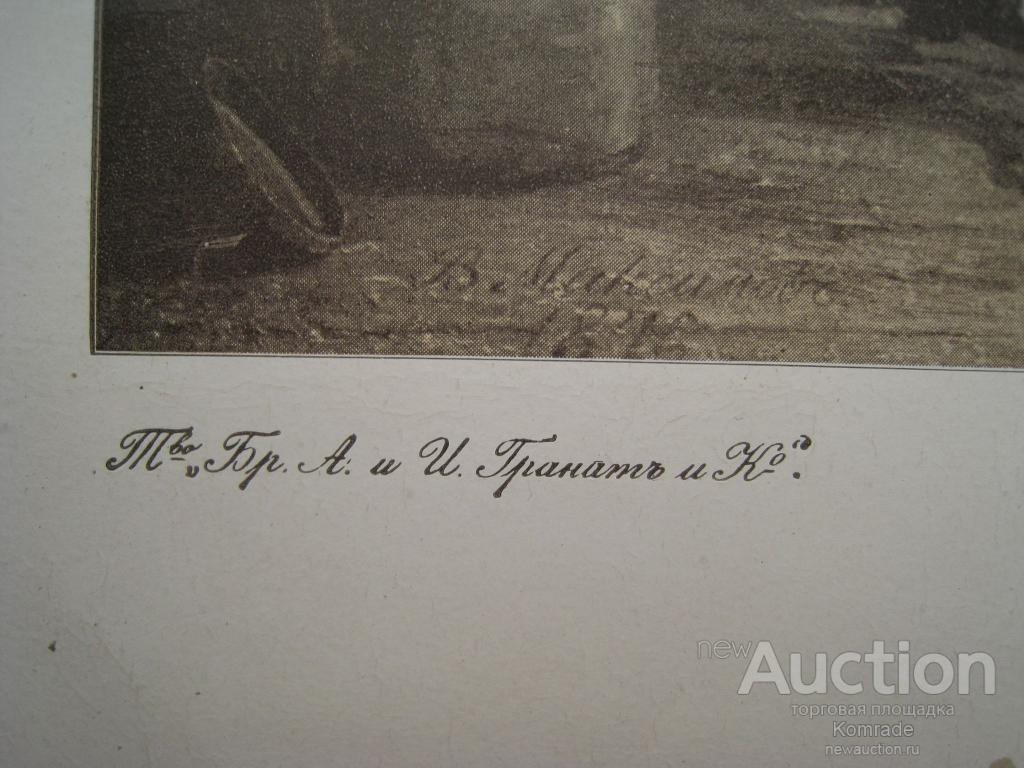 В. Максимовъ
Т-во „Бр. А. и И. Гранатъ и Ко“.
new Auction
торговая площадка
Komrade
newauction.ru